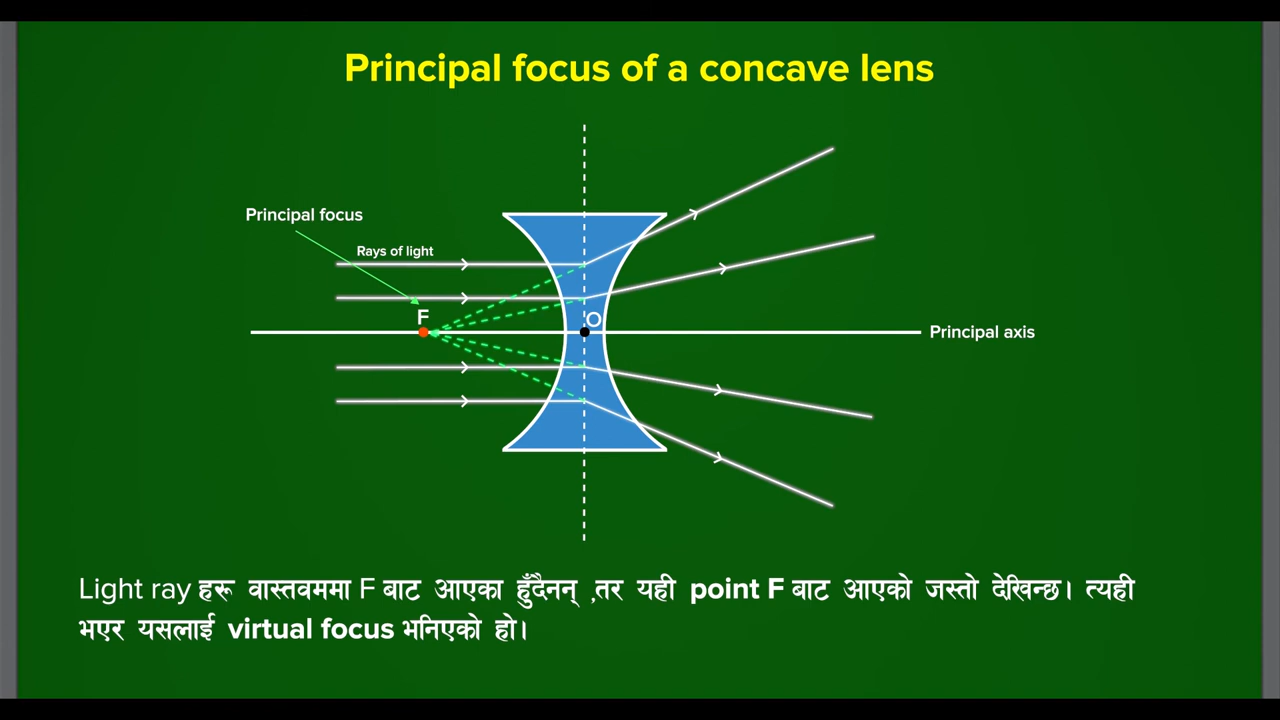 Principal focus of a concave lens
Principal focus
Rays of light
F
O
Principal axis
Light ray हरू वास्तवममा F बाट आएका हुँदैनन् ,तर यही point F बाट आएको जस्तो देखिन्छ। त्यही
भएर यसलाई virtual focus भनिएको हो।